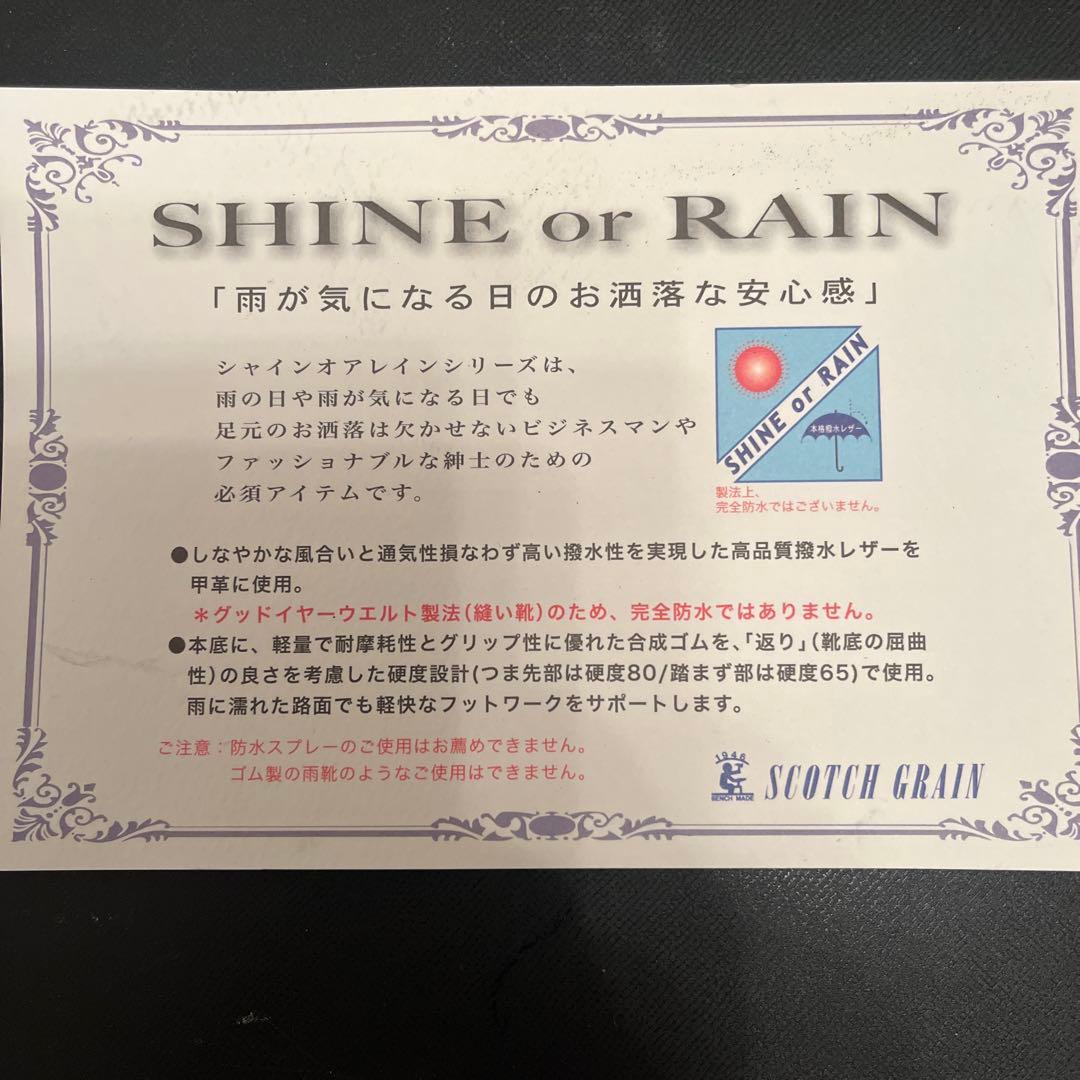 SHINE or RAIN
「雨が気になる日のお洒落な安心感」
シャインオアレインシリーズは、
雨の日や雨が気になる日でも
足元のお洒落は欠かせないビジネスマンや
ファッショナブルな紳士のための
必須アイテムです。
SHINE or RAIN
本格撥水レザー
製法上、
完全防水ではございません。
●しなやかな風合いと通気性損なわず高い撥水性を実現した高品質撥水レザーを
甲革に使用。
＊グッドイヤーウエルト製法(縫い靴)のため、完全防水ではありません。
●本底に、軽量で耐摩耗性とグリップ性に優れた合成ゴムを、「返り」(靴底の屈曲
性)の良さを考慮した硬度設計(つま先部は硬度80/踏まず部は硬度65)で使用。
雨に濡れた路面でも軽快なフットワークをサポートします。
ご注意：防水スプレーのご使用はお薦めできません。
ゴム製の雨靴のようなご使用はできません。
1946
BENCH MADE
SCOTCH GRAIN